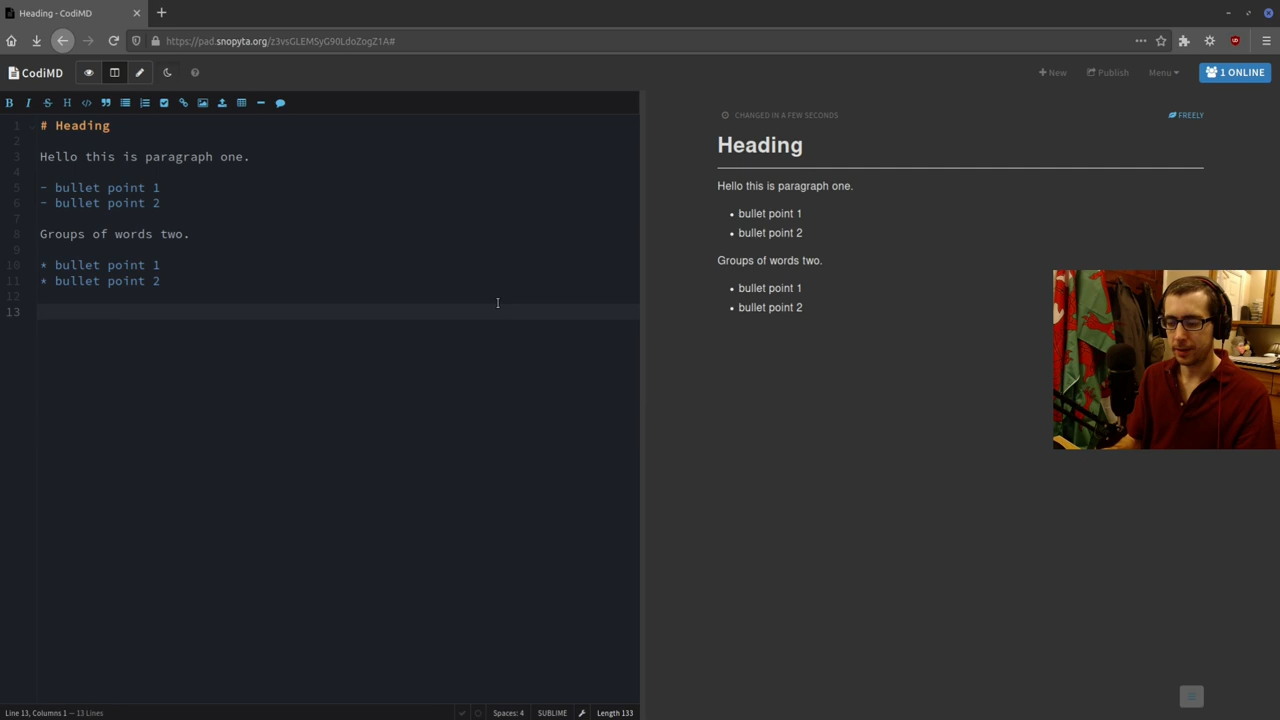 Heading - CodiMD
https://pad.snopyta.org/z3vsGLEMSyG90LdoZogZ1A#
CodiMD
New
Publish
Menu
1 ONLINE
B I S H
1 # Heading
2
3 Hello this is paragraph one.
4
5 - bullet point 1
6 - bullet point 2
7
8 Groups of words two.
9
10 * bullet point 1
11 * bullet point 2
12
13
CHANGED IN A FEW SECONDS
FREELY
Heading
Hello this is paragraph one.
• bullet point 1
• bullet point 2
Groups of words two.
• bullet point 1
• bullet point 2
Line 13, Columns 1 — 13 Lines
Spaces: 4
SUBLIME
Length 133